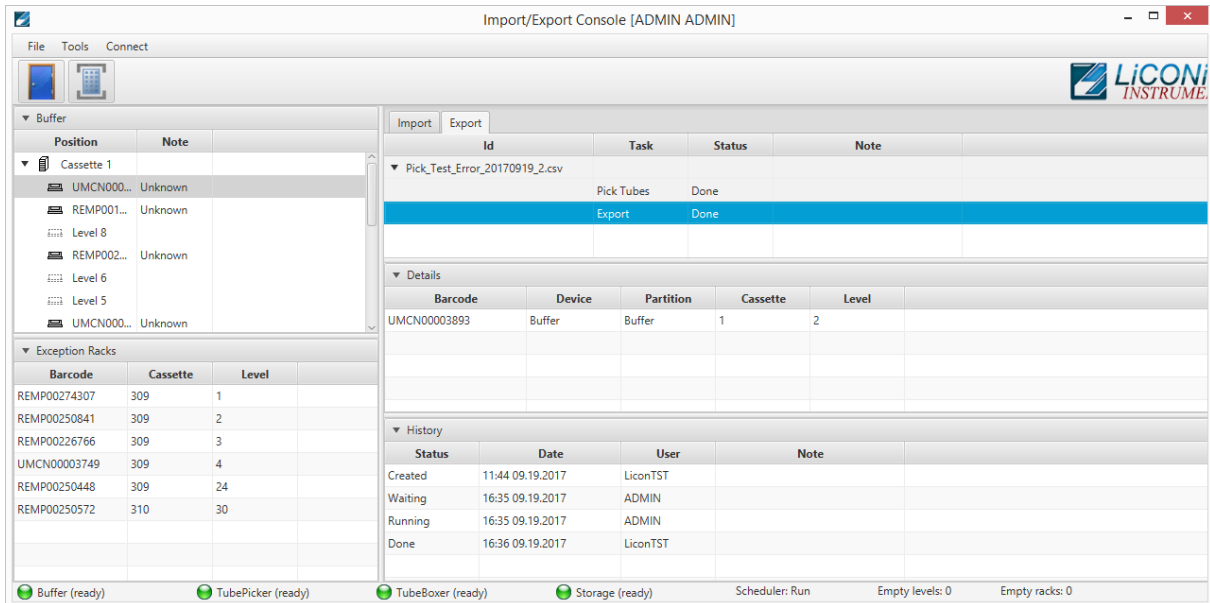 Import/Export Console [ADMIN ADMIN]
File Tools Connect
LiCONi
INSTRUME
Buffer
Position Note
Cassette 1
UMCN000... Unknown
REMP001... Unknown
Level 8
REMP002... Unknown
Level 6
Level 5
UMCN000... Unknown
Exception Racks
Barcode Cassette Level
REMP00274307 309 1
REMP00250841 309 2
REMP00226766 309 3
UMCN00003749 309 4
REMP00250448 309 24
REMP00250572 310 30
Import Export
Id Task Status Note
Pick_Test_Error_20170919_2.csv
Pick Tubes Done
Export Done
Details
Barcode Device Partition Cassette Level
UMCN00003893 Buffer Buffer 1 2
History
Status Date User Note
Created 11:44 09.19.2017 LiconTST
Waiting 16:35 09.19.2017 ADMIN
Running 16:35 09.19.2017 ADMIN
Done 16:36 09.19.2017 LiconTST
Buffer (ready) TubePicker (ready) TubeBoxer (ready) Storage (ready) Scheduler: Run Empty levels: 0 Empty racks: 0